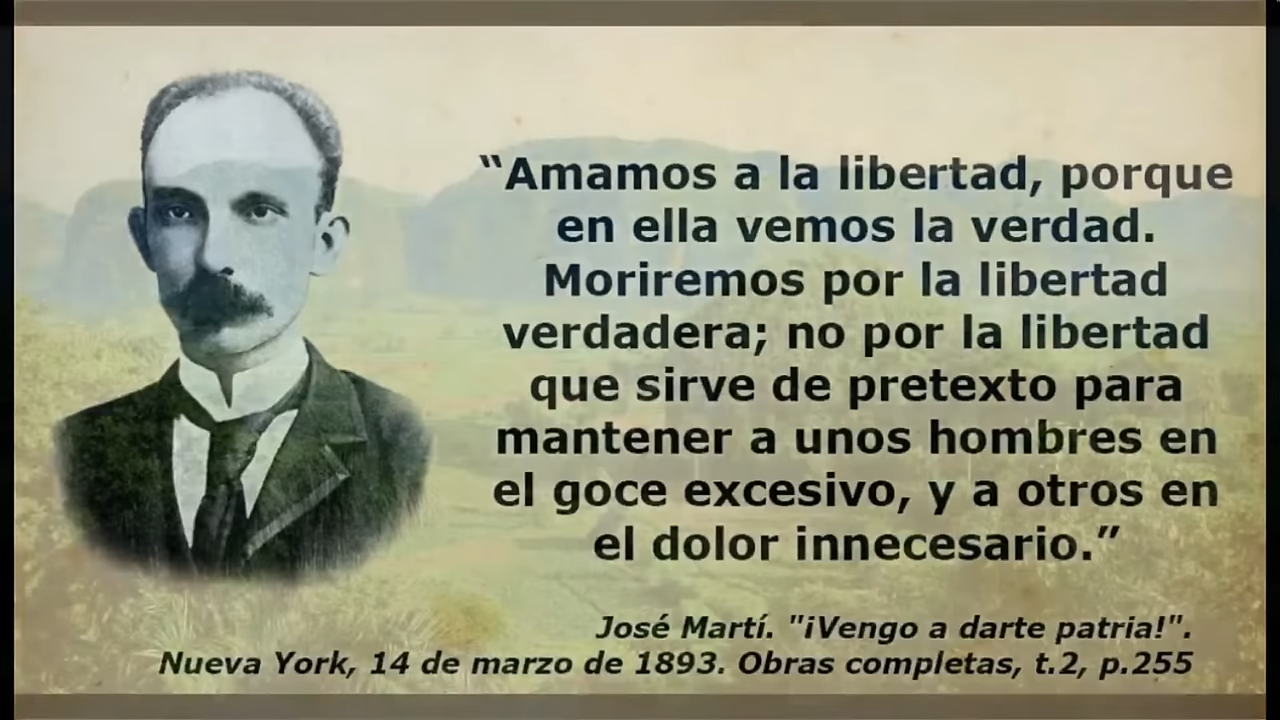 “Amamos a la libertad, porque
en ella vemos la verdad.
Moriremos por la libertad
verdadera; no por la libertad
que sirve de pretexto para
mantener a unos hombres en
el goce excesivo, y a otros en
el dolor innecesario.”
José Martí. "¡Vengo a darte patria!".
Nueva York, 14 de marzo de 1893. Obras completas, t.2, p.255